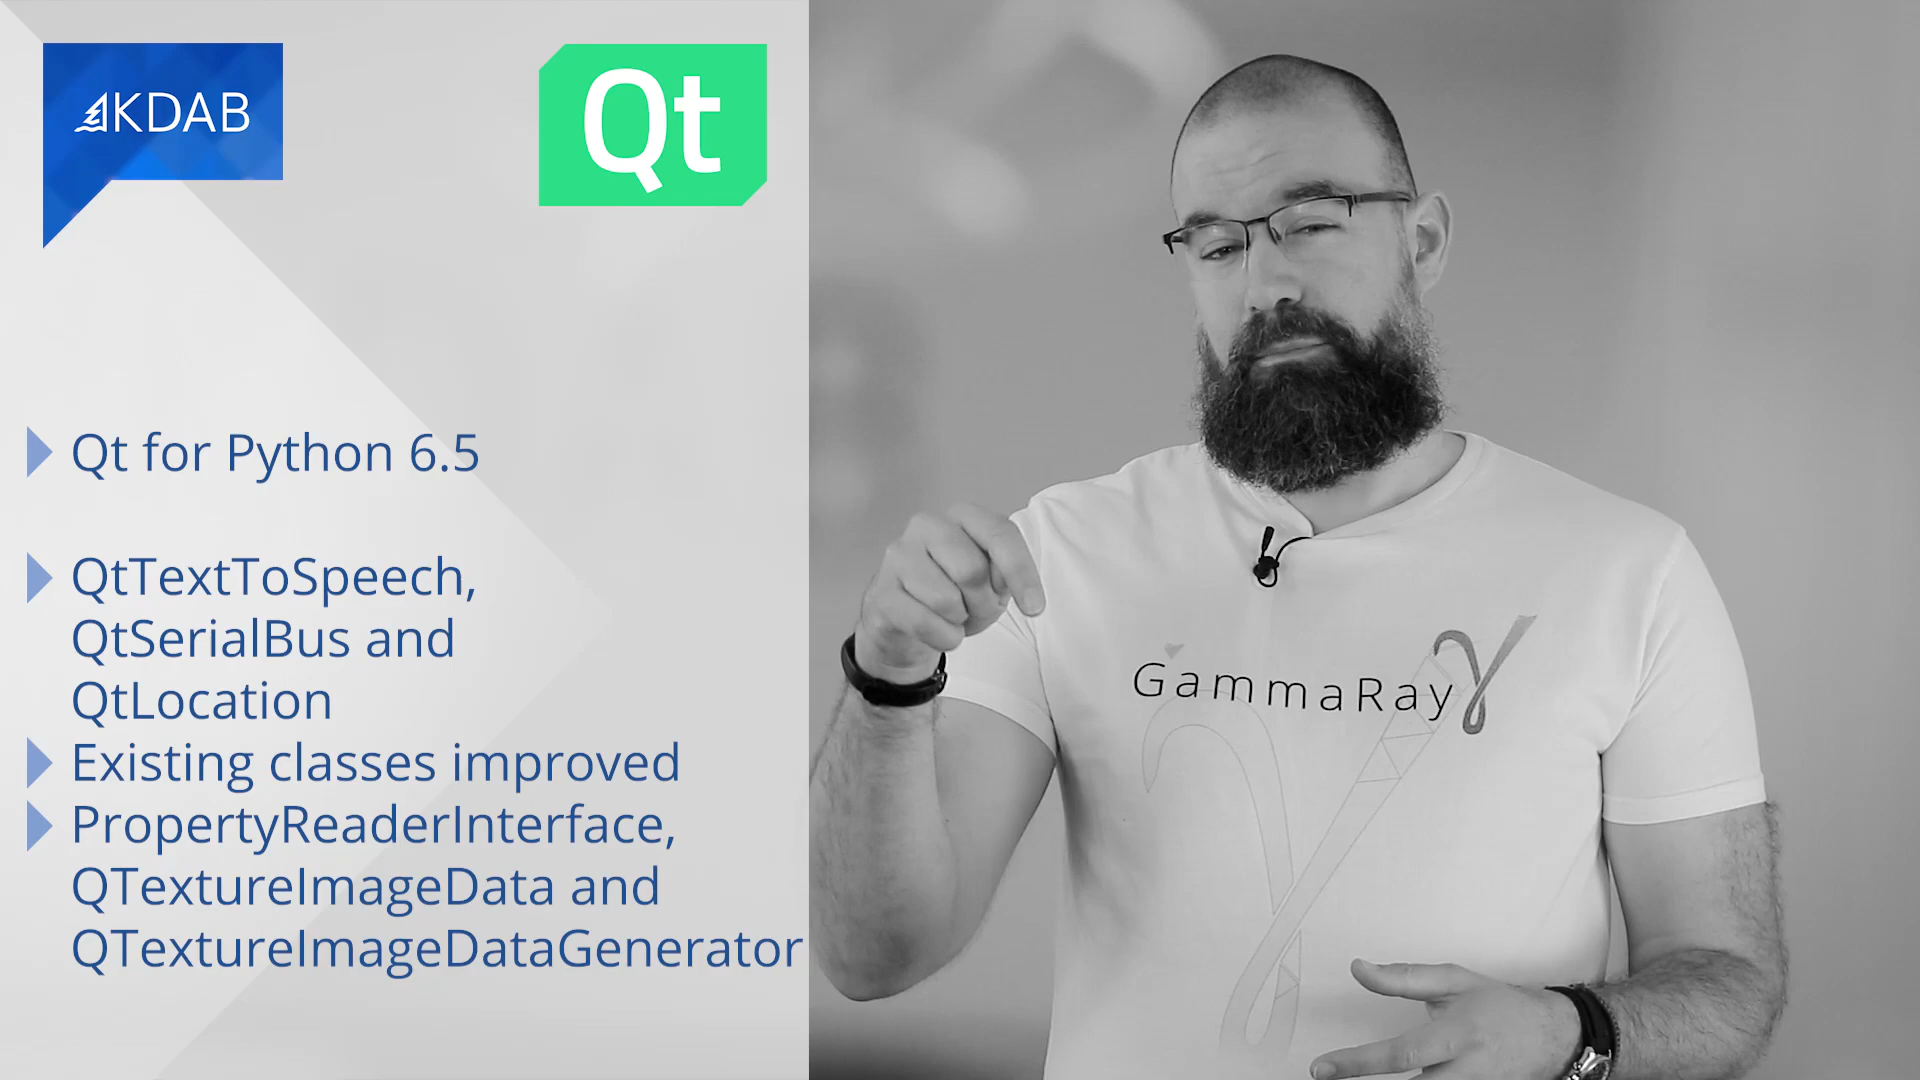 KDAB
Qt
Qt for Python 6.5
QtTextToSpeech,
QtSerialBus and
QtLocation
Existing classes improved
PropertyReaderInterface,
QTextureImageData and
QTextureImageDataGenerator
GammaRay